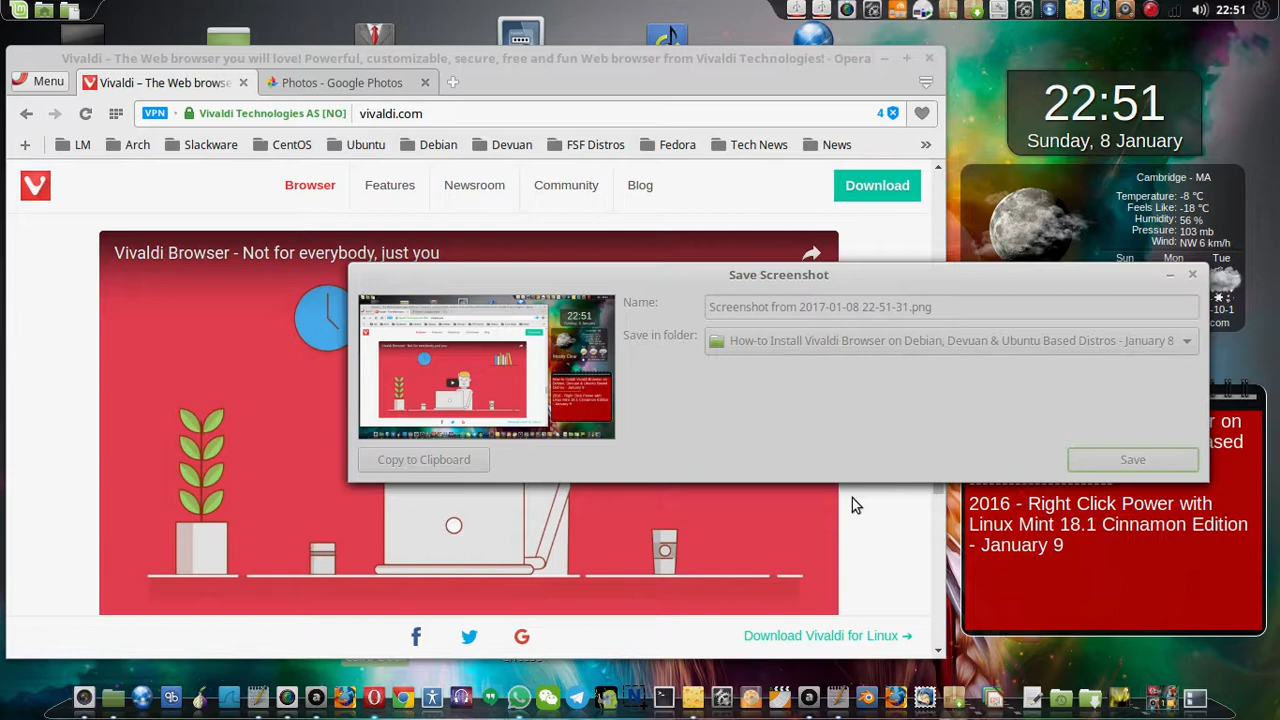 22:51
Vivaldi – The Web browser you will love! Powerful, customizable, secure, free and fun Web browser from Vivaldi Technologies! - Opera
Menu
Vivaldi – The Web browse
Photos - Google Photos
VPN
Vivaldi Technologies AS [NO]
vivaldi.com
4
LM
Arch
Slackware
CentOS
Ubuntu
Debian
Devuan
FSF Distros
Fedora
Tech News
News
Browser
Features
Newsroom
Community
Blog
Download
Vivaldi Browser - Not for everybody, just you
Save Screenshot
Name:
Screenshot from 2017-01-08 22-51-31.png
Save in folder:
How-to Install Vivaldi Browser on Debian, Devuan & Ubuntu Based Distros - January 8
Copy to Clipboard
Save
Download Vivaldi for Linux ➔
22:51
Sunday, 8 January
Cambridge - MA
Temperature: -8 °C
Feels Like: -18 °C
Humidity: 56 %
Pressure: 103 mb
Wind: NW 6 km/h
Sun
Mon
Tue
com
r on
ased
2016 - Right Click Power with
Linux Mint 18.1 Cinnamon Edition
- January 9